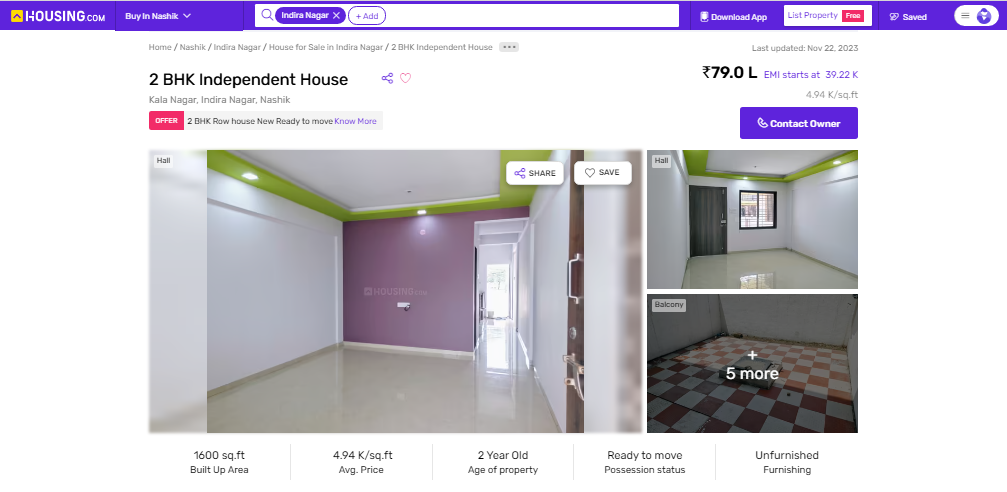 HOUSING.COM
Buy In Nashik
Indira Nagar
+ Add
Download App
List Property Free
Saved
Home / Nashik / Indira Nagar / House for Sale in Indira Nagar / 2 BHK Independent House
Last updated: Nov 22, 2023
2 BHK Independent House
₹79.0 L EMI starts at 39.22 K
Kala Nagar, Indira Nagar, Nashik
4.94 K/sq.ft
OFFER 2 BHK Row house New Ready to move Know More
Contact Owner
Hall
SHARE
SAVE
HOUSING.COM
Hall
Balcony
+
5 more
1600 sq.ft
Built Up Area
4.94 K/sq.ft
Avg. Price
2 Year Old
Age of property
Ready to move
Possession status
Unfurnished
Furnishing